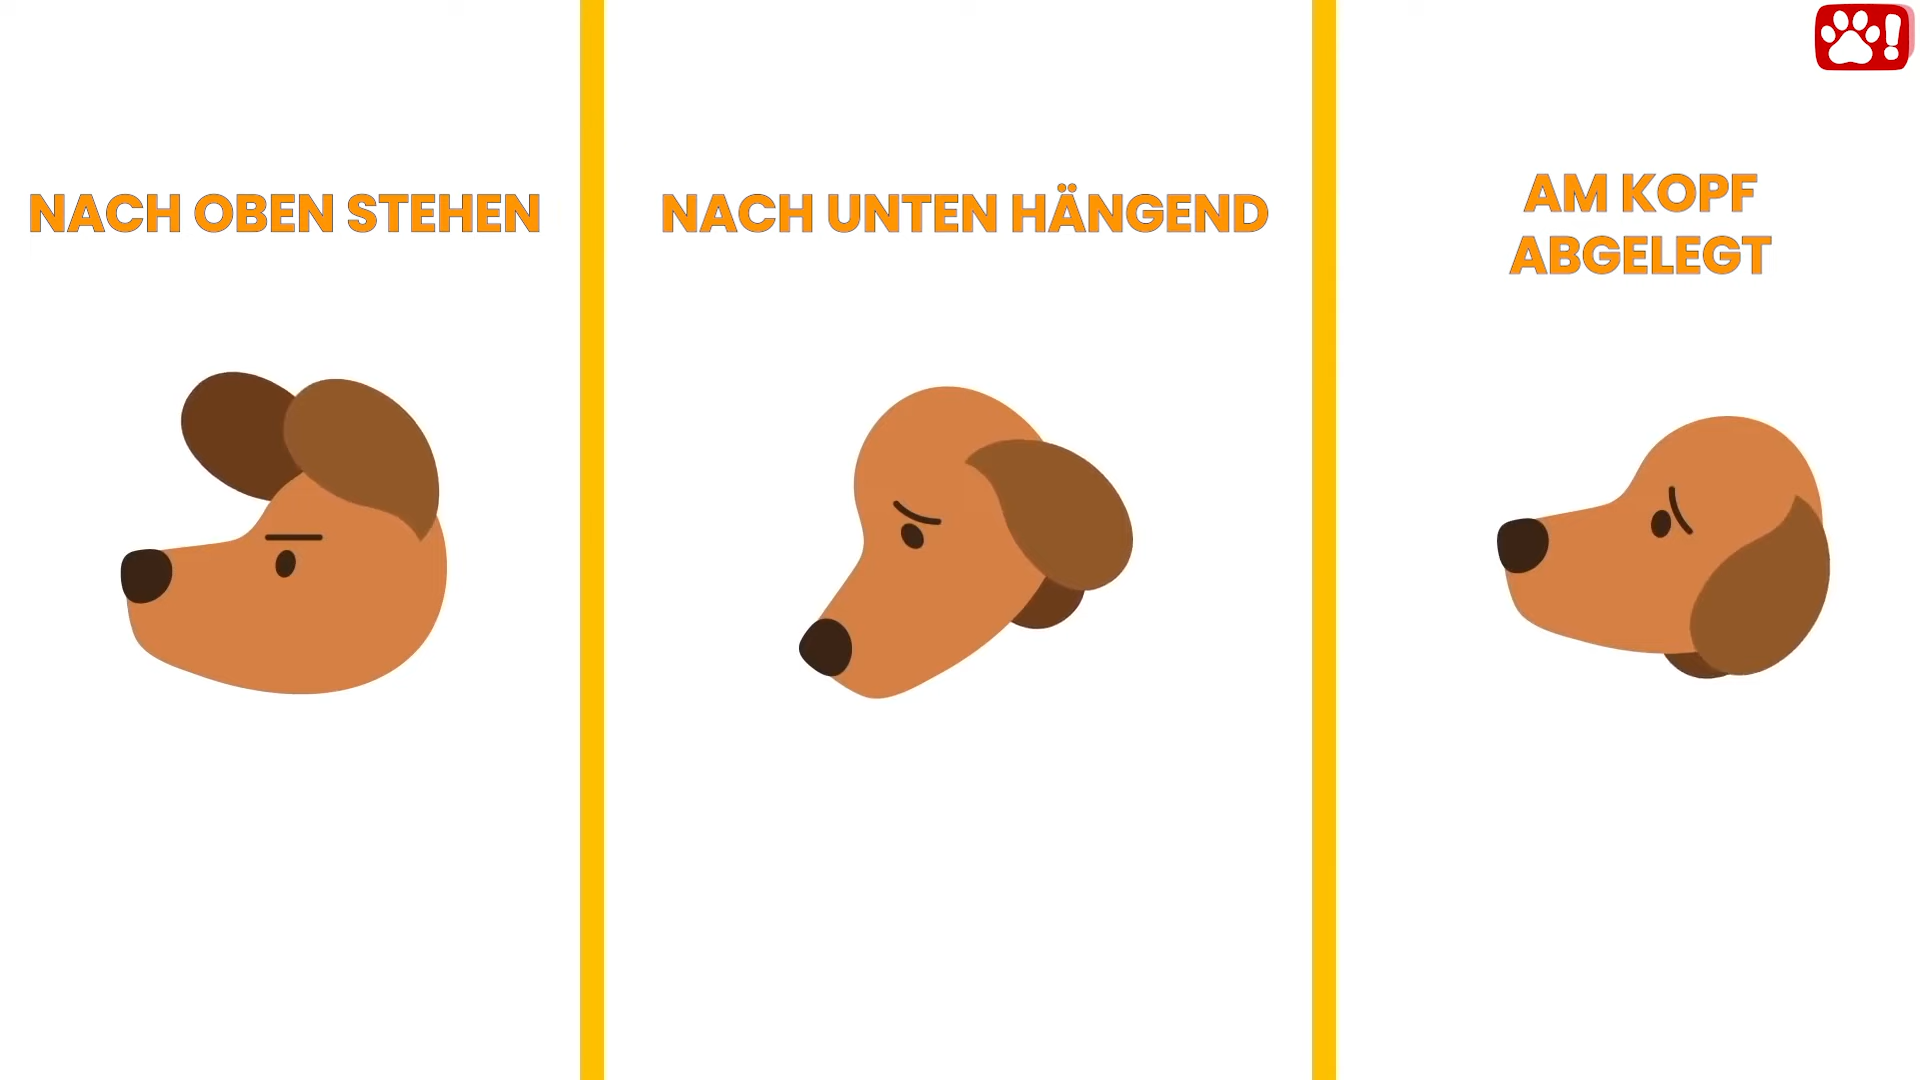 NACH OBEN STEHEN
NACH UNTEN HÄNGEND
AM KOPF
ABGELEGT